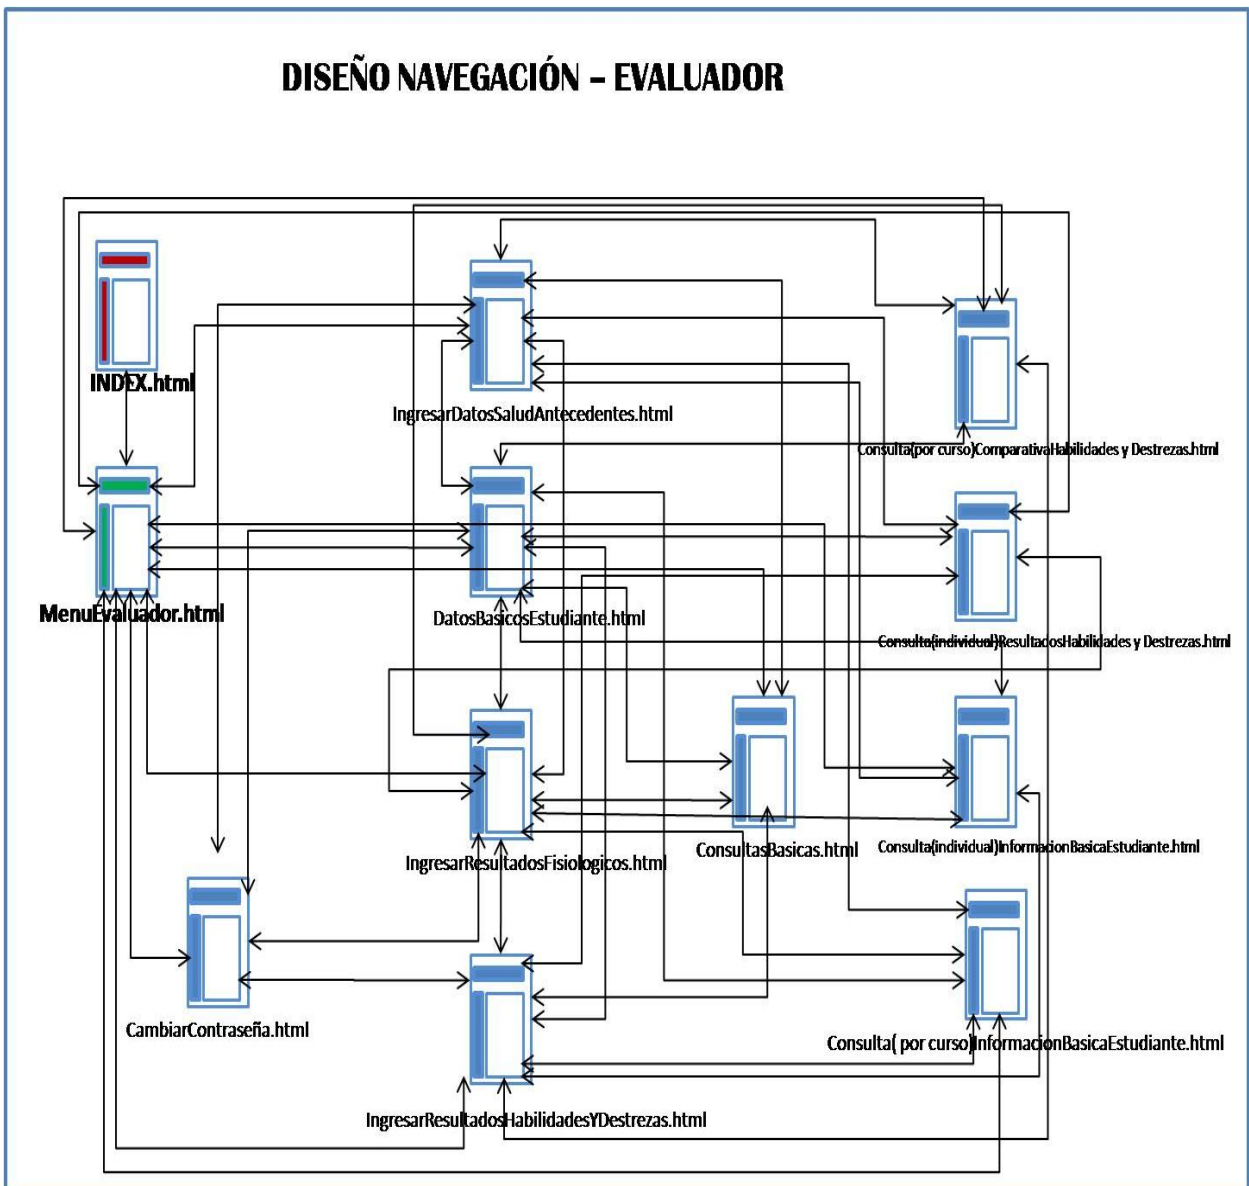 DISEÑO NAVEGACIÓN – EVALUADOR
INDEX.html
IngresarDatosSaludAntecedentes.html
Consulta(por curso)ComparativaHabilidades y Destrezas.html
MenuEvaluador.html
DatosBasicosEstudiante.html
Consulta(individual)ResultadosHabilidades y Destrezas.html
IngresarResultadosFisiologicos.html
ConsultasBasicas.html
Consulta(individual)InformacionBasicaEstudiante.html
CambiarContraseña.html
Consulta( por curso)InformacionBasicaEstudiante.html
IngresarResultadosHabilidadesYDestrezas.html